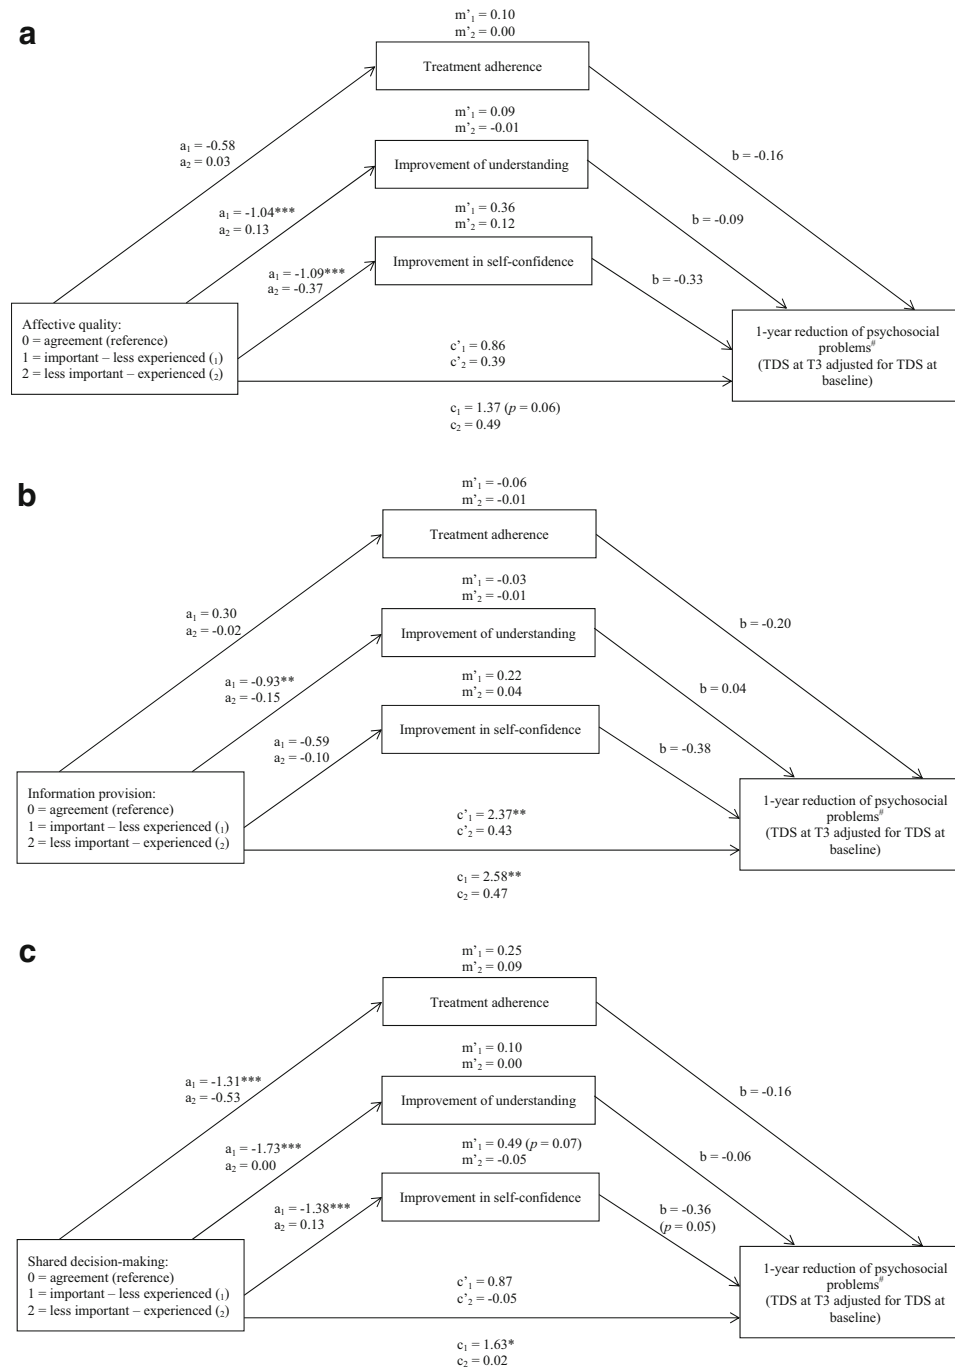 a
m'₁ = 0.10
m'₂ = 0.00
Treatment adherence
a₁ = -0.58
a₂ = 0.03
b = -0.16
m'₁ = 0.09
m'₂ = -0.01
Improvement of understanding
a₁ = -1.04***
a₂ = 0.13
b = -0.09
m'₁ = 0.36
m'₂ = 0.12
Improvement in self-confidence
a₁ = -1.09***
a₂ = -0.37
b = -0.33
Affective quality:
0 = agreement (reference)
1 = important – less experienced (₁)
2 = less important – experienced (₂)
c'₁ = 0.86
c'₂ = 0.39
c₁ = 1.37 (p = 0.06)
c₂ = 0.49
1-year reduction of psychosocial
problems#
(TDS at T3 adjusted for TDS at
baseline)
b
m'₁ = -0.06
m'₂ = -0.01
Treatment adherence
a₁ = 0.30
a₂ = -0.02
b = -0.20
m'₁ = -0.03
m'₂ = -0.01
Improvement of understanding
a₁ = -0.93**
a₂ = -0.15
b = 0.04
m'₁ = 0.22
m'₂ = 0.04
Improvement in self-confidence
a₁ = -0.59
a₂ = -0.10
b = -0.38
Information provision:
0 = agreement (reference)
1 = important – less experienced (₁)
2 = less important – experienced (₂)
c'₁ = 2.37**
c'₂ = 0.43
c₁ = 2.58**
c₂ = 0.47
1-year reduction of psychosocial
problems#
(TDS at T3 adjusted for TDS at
baseline)
c
m'₁ = 0.25
m'₂ = 0.09
Treatment adherence
a₁ = -1.31***
a₂ = -0.53
b = -0.16
m'₁ = 0.10
m'₂ = 0.00
Improvement of understanding
a₁ = -1.73***
a₂ = 0.00
b = -0.06
m'₁ = 0.49 (p = 0.07)
m'₂ = -0.05
Improvement in self-confidence
a₁ = -1.38***
a₂ = 0.13
b = -0.36
(p = 0.05)
Shared decision-making:
0 = agreement (reference)
1 = important – less experienced (₁)
2 = less important – experienced (₂)
c'₁ = 0.87
c'₂ = -0.05
c₁ = 1.63*
c₂ = 0.02
1-year reduction of psychosocial
problems#
(TDS at T3 adjusted for TDS at
baseline)